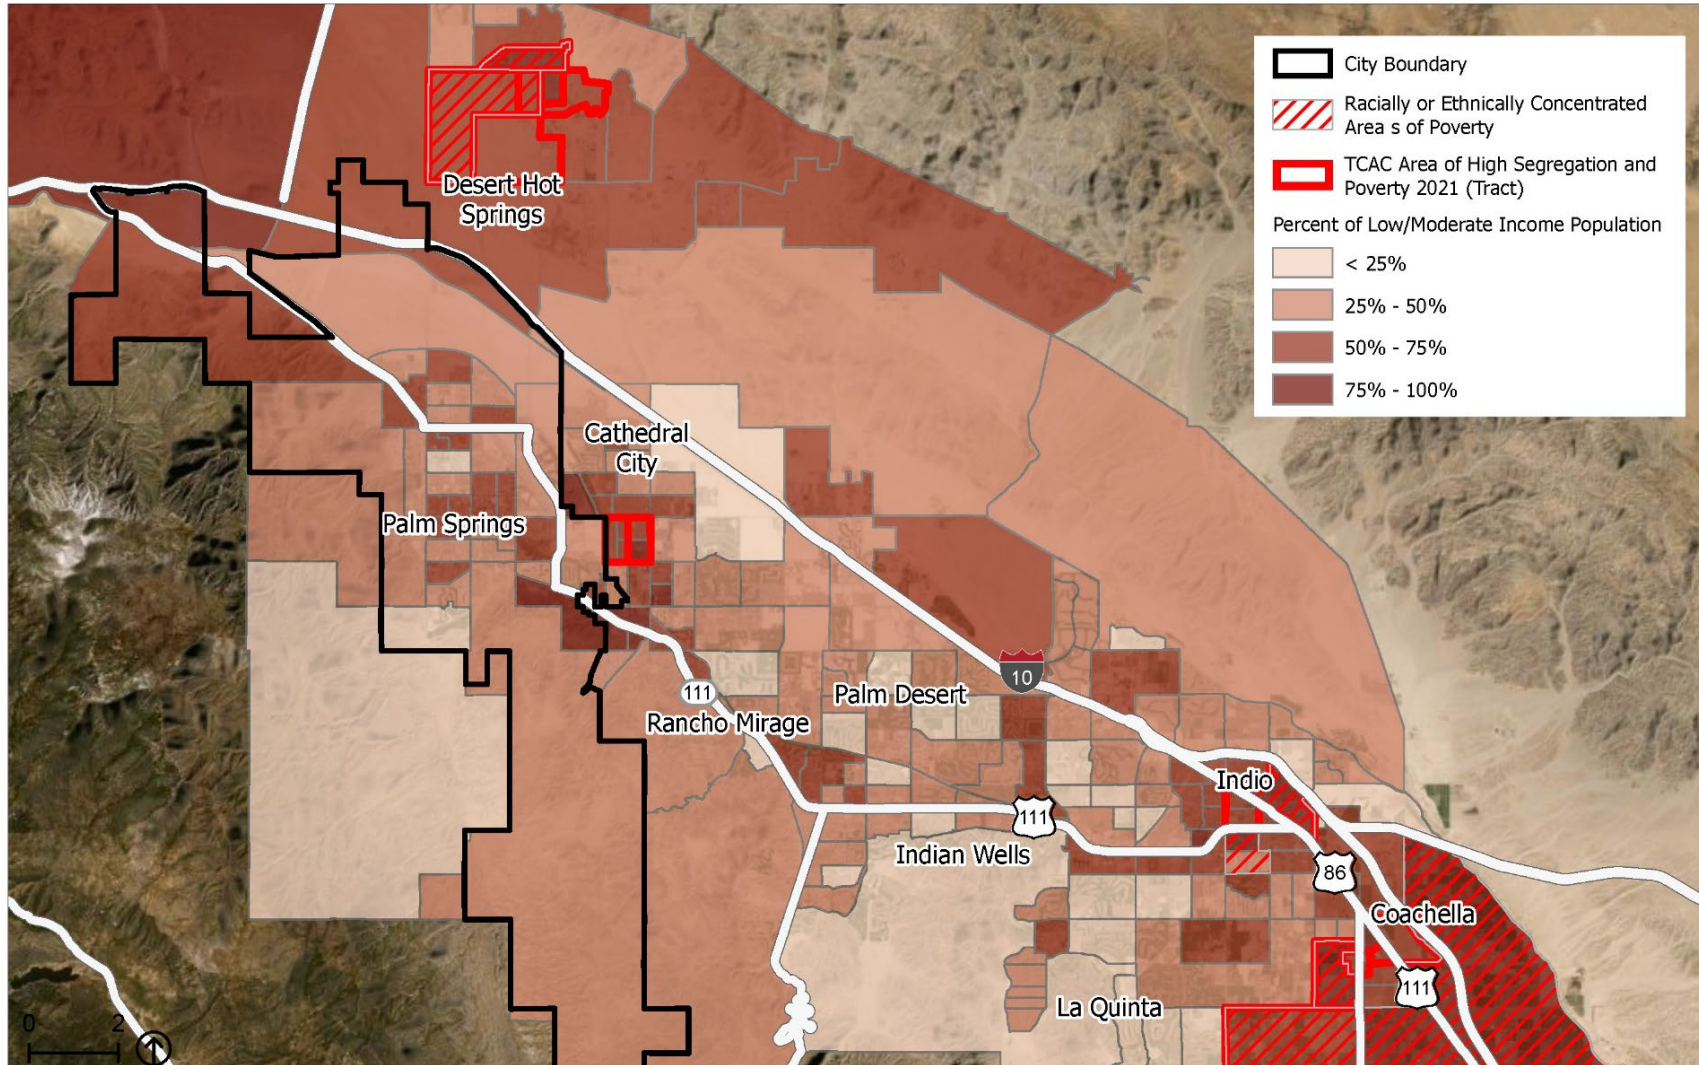 City Boundary
Racially or Ethnically Concentrated
Area s of Poverty
TCAC Area of High Segregation and
Poverty 2021 (Tract)
Percent of Low/Moderate Income Population
< 25%
25% - 50%
50% - 75%
75% - 100%
Desert Hot
Springs
Cathedral
City
Palm Springs
10
111
Palm Desert
Rancho Mirage
Indio
111
Indian Wells
86
Coachella
111
La Quinta
0 2